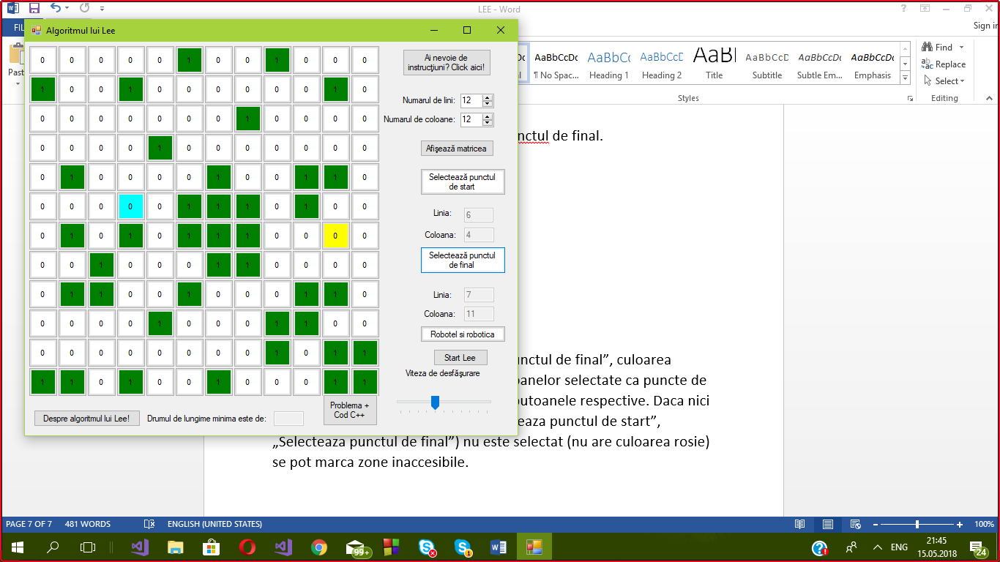 LEE - Word
FI
Sign in
Algoritmul lui Lee
Past
AaBbCcDc
AaBbCc
AaBbCcD
AaBl
AaBbCcD
AaBbCcDt
AaBbCcDt
¶ No Spac...
Heading 1
Heading 2
Title
Subtitle
Subtle Em...
Emphasis
Styles
Find
Replace
Select
Editing
0 0 0 0 0 1 0 0 1 0 0 0
1 0 0 1 0 0 0 0 0 0 1 0
0 0 0 0 0 0 0 1 0 0 0 0
0 0 0 0 1 0 0 0 0 0 0 0
0 1 0 0 0 0 1 0 0 1 1 0
0 0 0 0 0 1 1 1 0 1 0 0
0 1 0 1 0 1 1 1 0 0 0 0
0 0 1 0 0 0 1 1 0 0 0 0
0 1 1 0 0 1 0 0 0 1 1 0
0 0 0 0 1 0 0 0 1 1 0 0
0 0 0 0 0 0 0 0 1 0 1 1
1 1 0 1 0 0 1 0 0 0 1 1
Ai nevoie de
instrucţiuni? Click aici!
Numarul de lini: 12
Numarul de coloane: 12
Afişează matricea
Selectează punctul
de start
Linia: 6
Coloana: 4
Selectează punctul
de final
Linia: 7
Coloana: 11
Robotel si robotica
Start Lee
Viteza de desfăşurare
Despre algoritmul lui Lee!
Drumul de lungime minima este de:
Problema +
Cod C++
nctul de final.
unctul de final”, culoarea
oanelor selectate ca puncte de
outoanele respective. Daca nici
eaza punctul de start”,
„Selecteaza punctul de final”) nu este selectat (nu are culoarea rosie)
se pot marca zone inaccesibile.
PAGE 7 OF 7
481 WORDS
ENGLISH (UNITED STATES)
100%
99+
1
ENG
21:45
15.05.2018
24